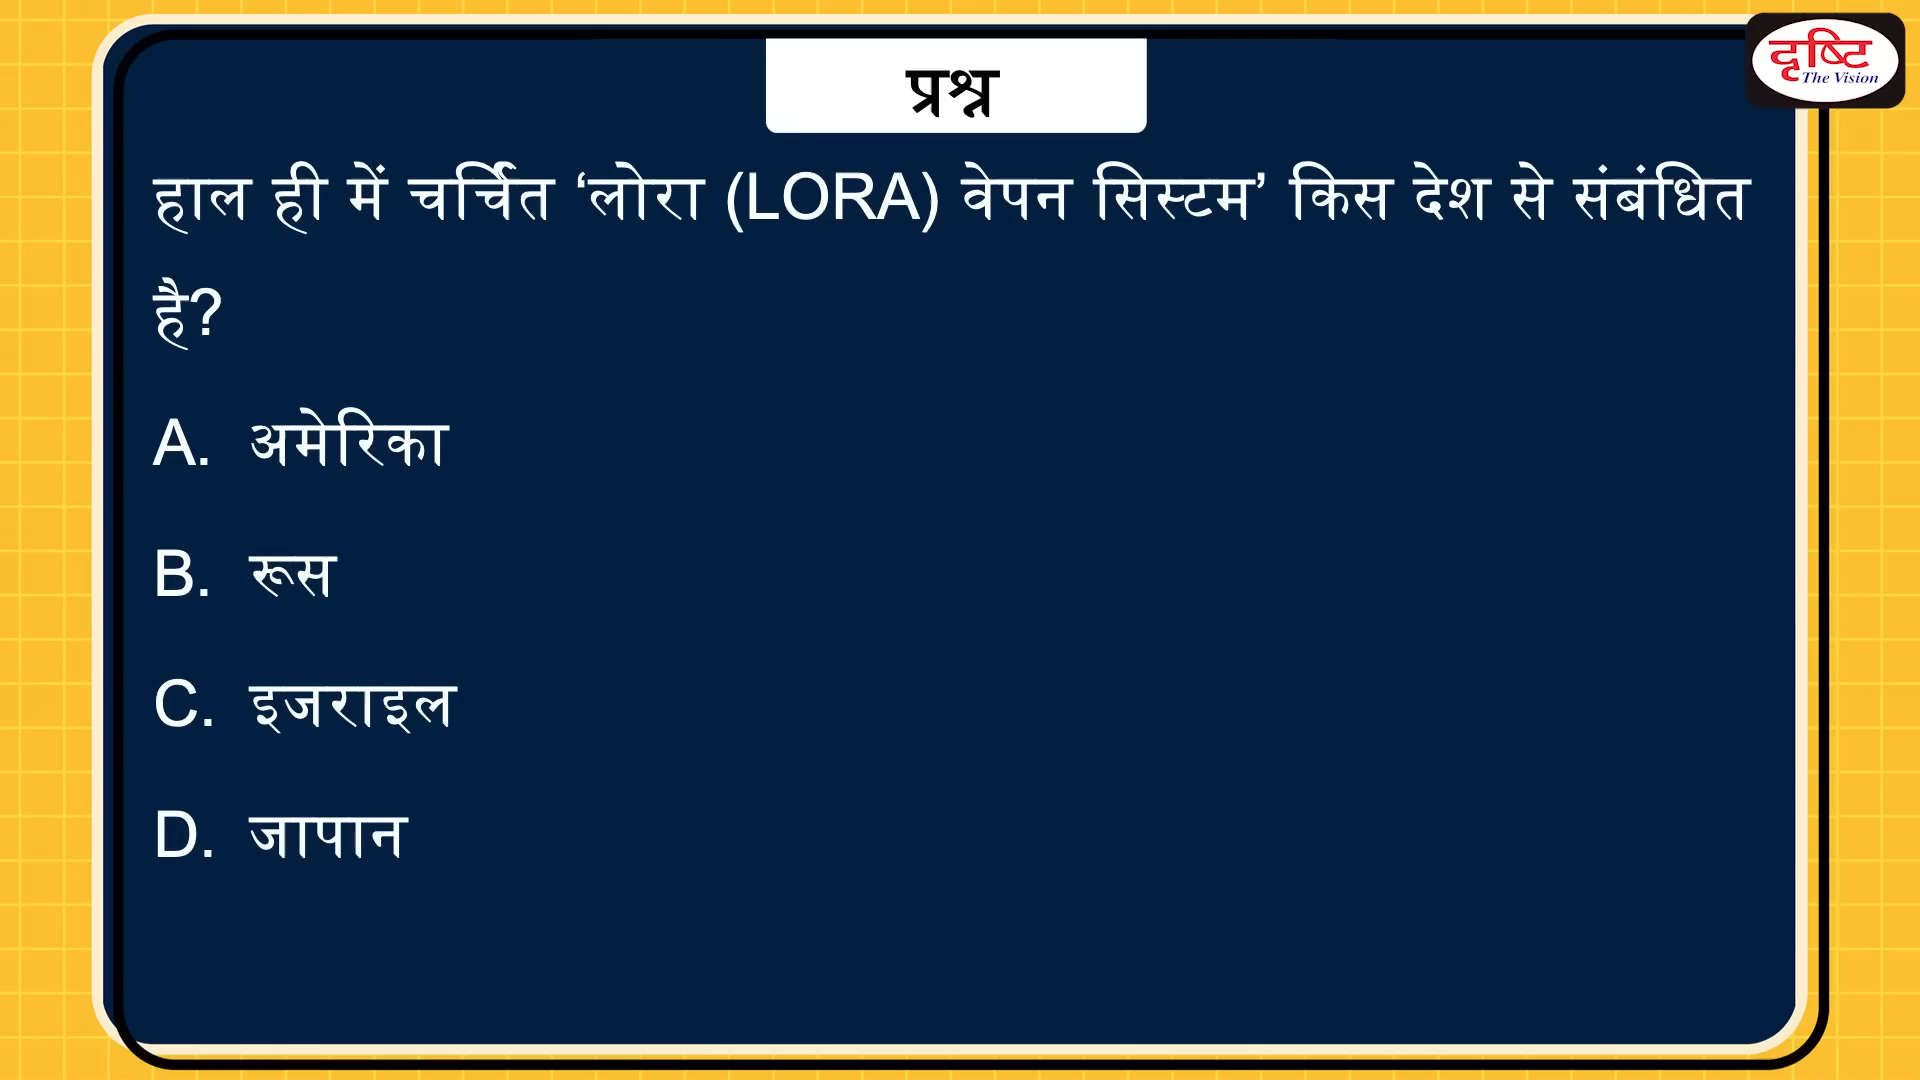 प्रश्न
दृष्टि
The Vision
हाल ही में चर्चित ‘लोरा (LORA) वेपन सिस्टम’ किस देश से संबंधित
है?
A. अमेरिका
B. रूस
C. इजराइल
D. जापान